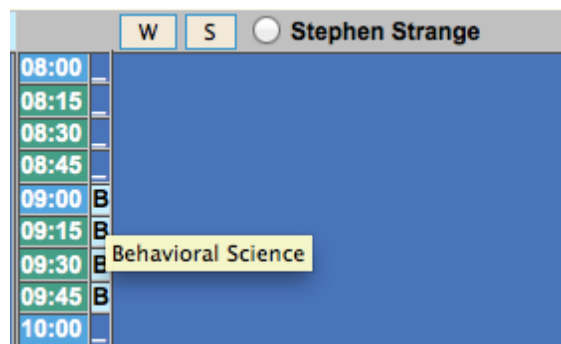 W S Stephen Strange
08:00 _
08:15 _
08:30 _
08:45 _
09:00 B
09:15 B
Behavioral Science
09:30 B
09:45 B
10:00 _